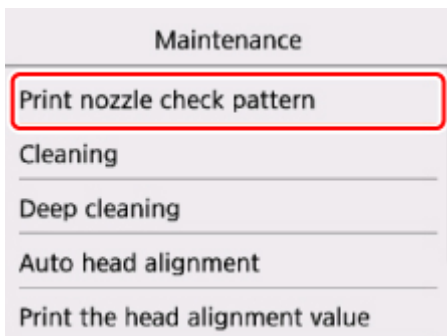 Maintenance
Print nozzle check pattern
Cleaning
Deep cleaning
Auto head alignment
Print the head alignment value